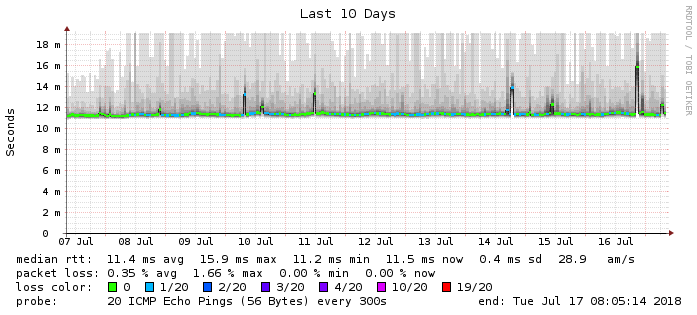 Last 10 Days
RRDTOOL / TOBI OETIKER
Seconds
18 m
16 m
14 m
12 m
10 m
8 m
6 m
4 m
2 m
0
07 Jul 08 Jul 09 Jul 10 Jul 11 Jul 12 Jul 13 Jul 14 Jul 15 Jul 16 Jul
median rtt: 11.4 ms avg 15.9 ms max 11.2 ms min 11.5 ms now 0.4 ms sd 28.9 am/s
packet loss: 0.35 % avg 1.66 % max 0.00 % min 0.00 % now
loss color: 0 1/20 2/20 3/20 4/20 10/20 19/20
probe: 20 ICMP Echo Pings (56 Bytes) every 300s end: Tue Jul 17 08:05:14 2018